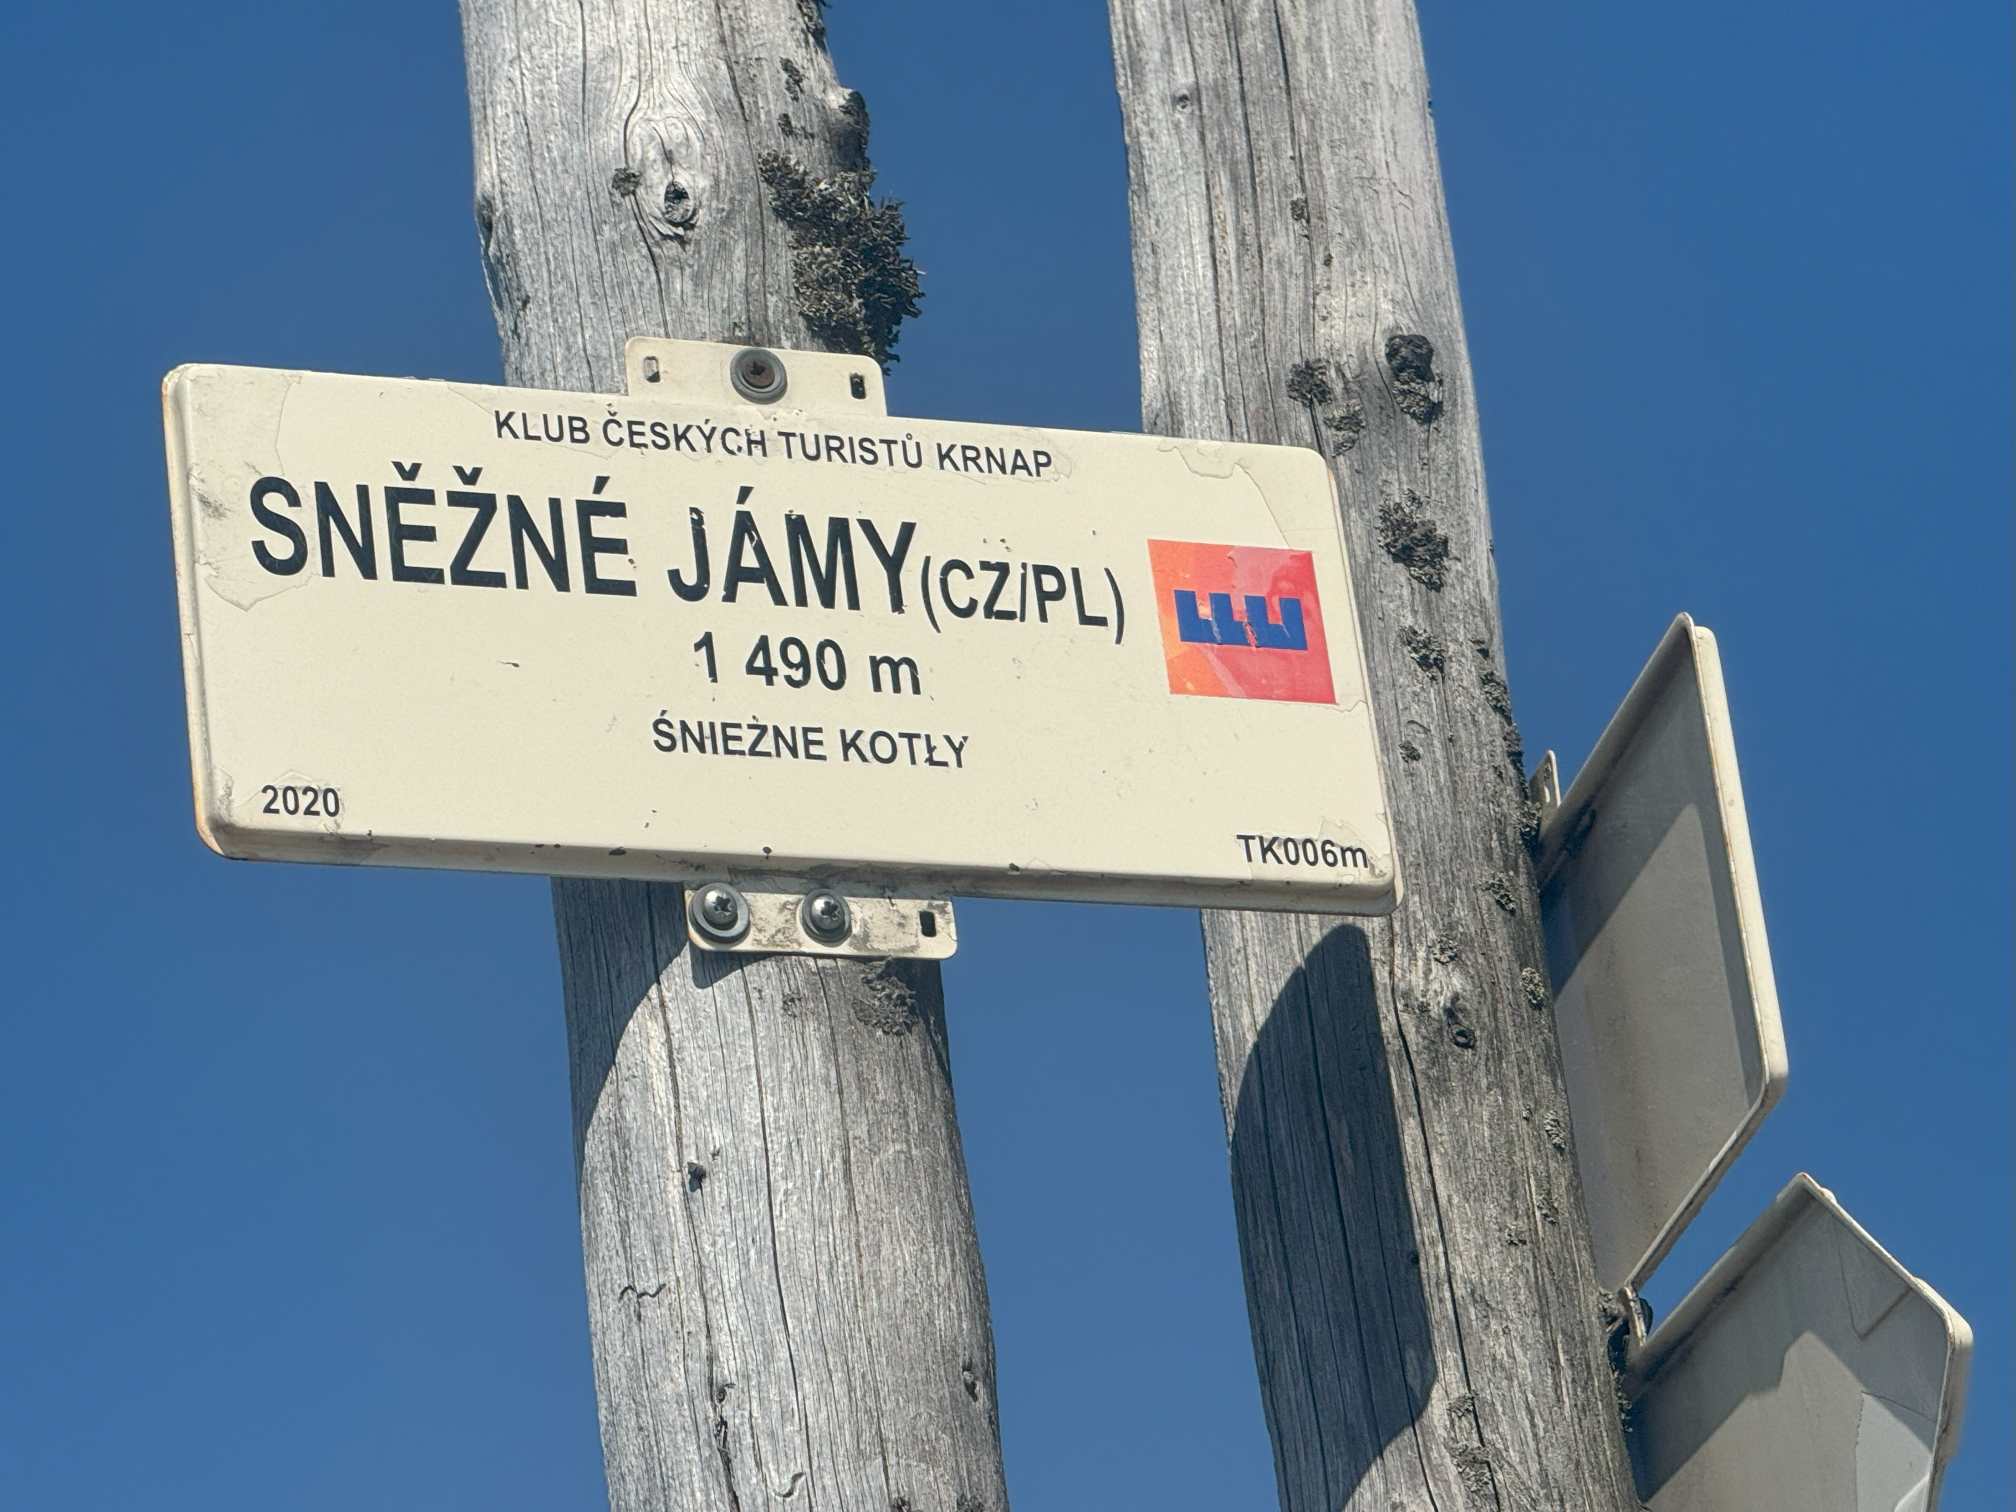 KLUB ČESKÝCH TURISTŮ KRNAP
SNĚŽNÉ JÁMY (CZ/PL)
1 490 m
ŚNIEŻNE KOTŁY
2020
TK006m